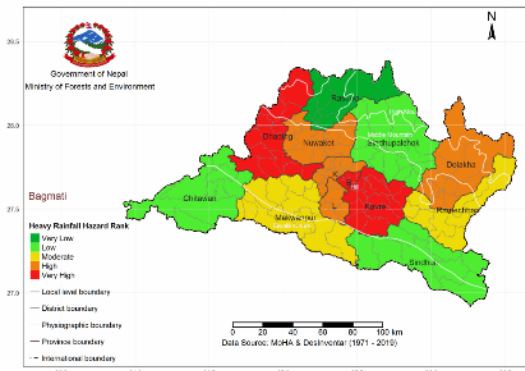 N
Government of Nepal
Ministry of Forests and Environment
28.0
27.5
27.0
Rasuwa
Dhading
Nuwakot
Sindhupalchok
Dolakha
Bagmati
Chitawan
Kavre
Makwanpur
Ramechhap
Sindhuli
Heavy Rainfall Hazard Rank
Very Low
Low
Moderate
High
Very High
Local level boundary
District boundary
Physiographic boundary
Province boundary
International boundary
0 20 40 60 80 100 km
Data Source: MoHA & DesInventar (1971 - 2019)